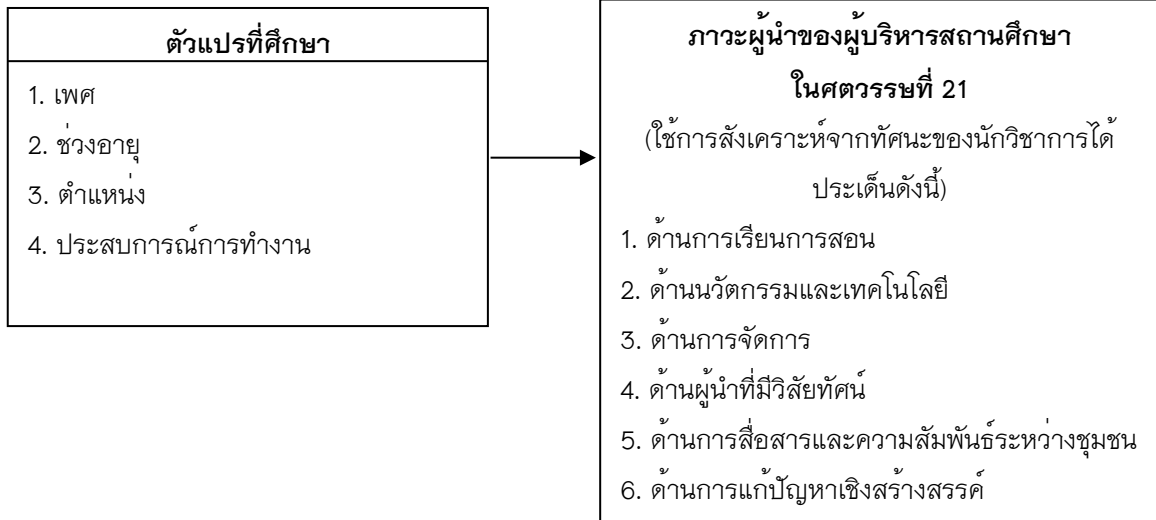 ตัวแปรที่ศึกษา
1. เพศ
2. ช่วงอายุ
3. ตำแหน่ง
4. ประสบการณ์การทำงาน
ภาวะผู้นำของผู้บริหารสถานศึกษา
ในศตวรรษที่ 21
(ใช้การสังเคราะห์จากทัศนะของนักวิชาการได้
ประเด็นดังนี้)
1. ด้านการเรียนการสอน
2. ด้านนวัตกรรมและเทคโนโลยี
3. ด้านการจัดการ
4. ด้านผู้นำที่มีวิสัยทัศน์
5. ด้านการสื่อสารและความสัมพันธ์ระหว่างชุมชน
6. ด้านการแก้ปัญหาเชิงสร้างสรรค์